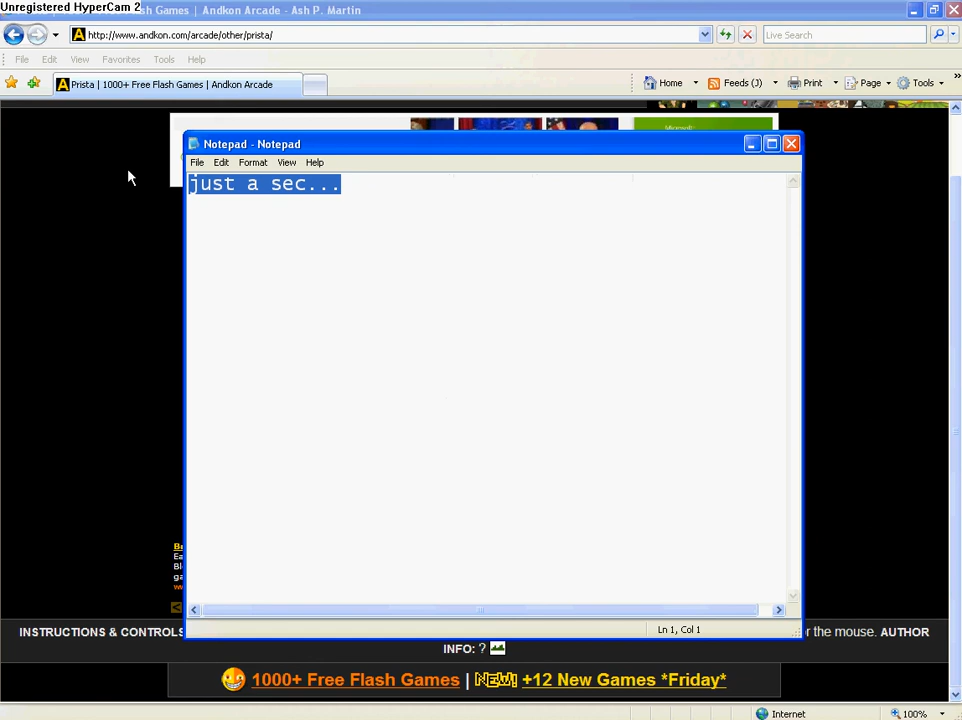 Unregistered HyperCam 2
sh Games | Andkon Arcade - Ash P. Martin
http://www.andkon.com/arcade/other/prista/
Live Search
File Edit View Favorites Tools Help
Prista | 1000+ Free Flash Games | Andkon Arcade
Home Feeds (J) Print Page Tools
Microsoft
Notepad - Notepad
File Edit Format View Help
just a sec...
Ln 1, Col 1
INSTRUCTIONS & CONTROLS
r the mouse. AUTHOR
INFO: ?
1000+ Free Flash Games | NEW! +12 New Games *Friday*
Internet
100%